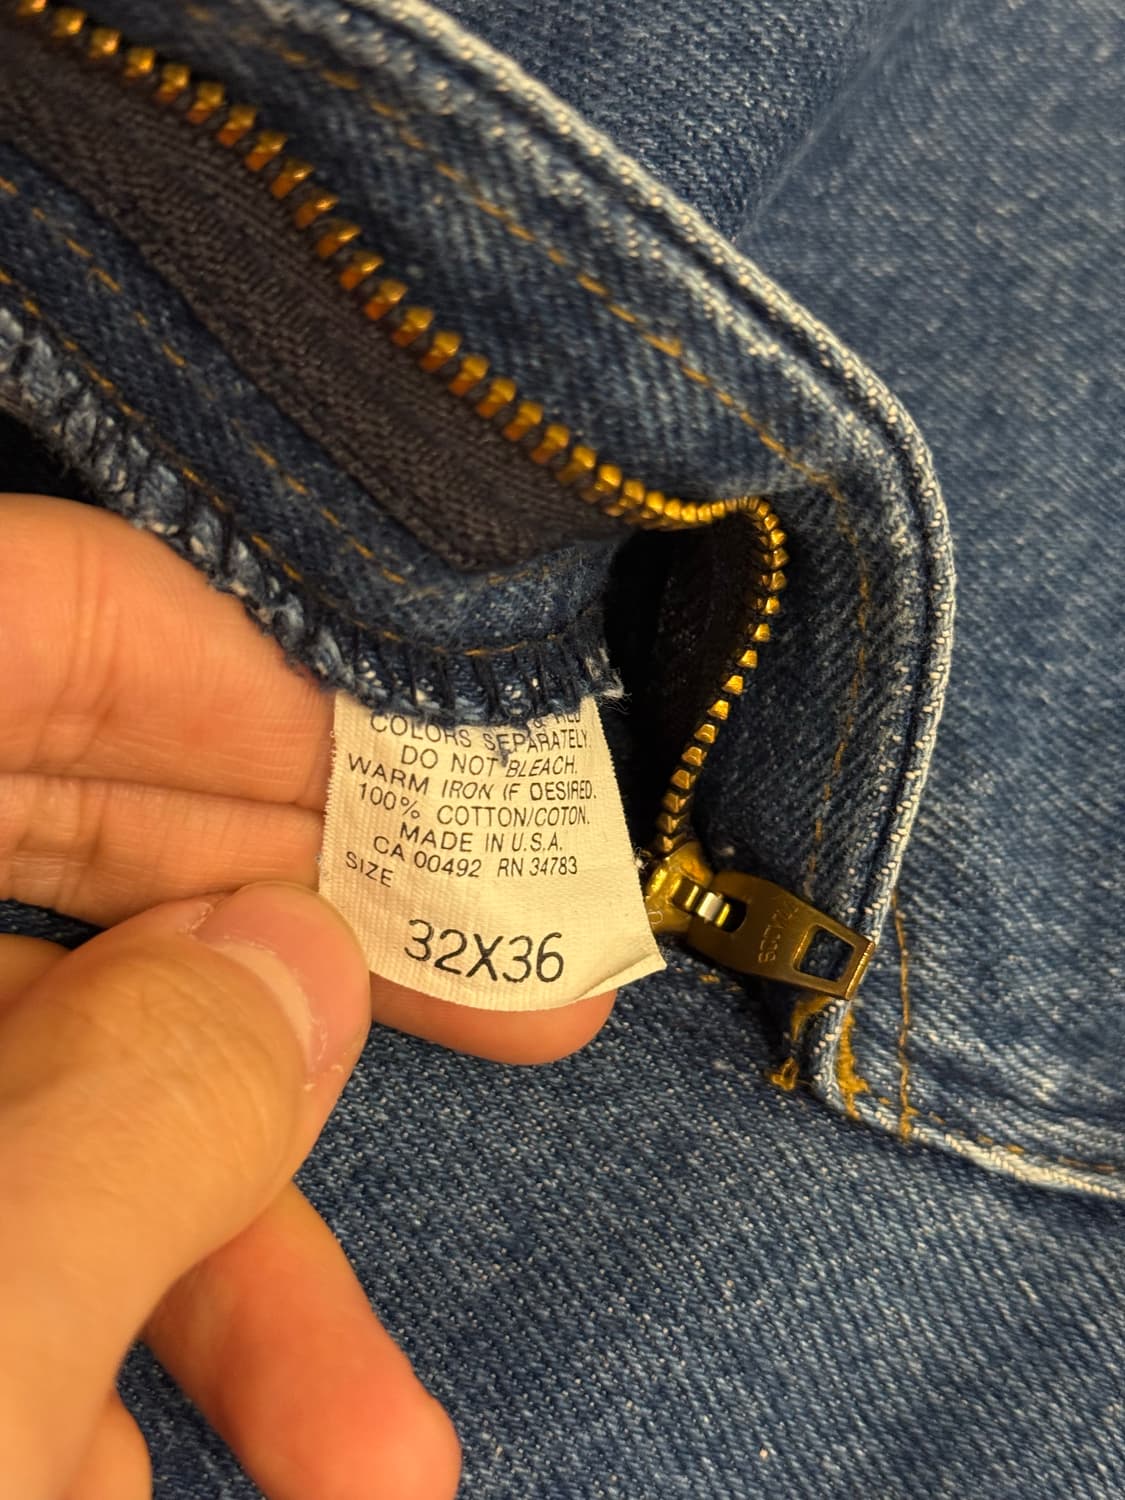 & RED
COLORS SEPARATELY.
DO NOT BLEACH.
WARM IRON IF DESIRED.
100% COTTON/COTON.
MADE IN U.S.A.
CA 00492 RN 34783
SIZE
32X36